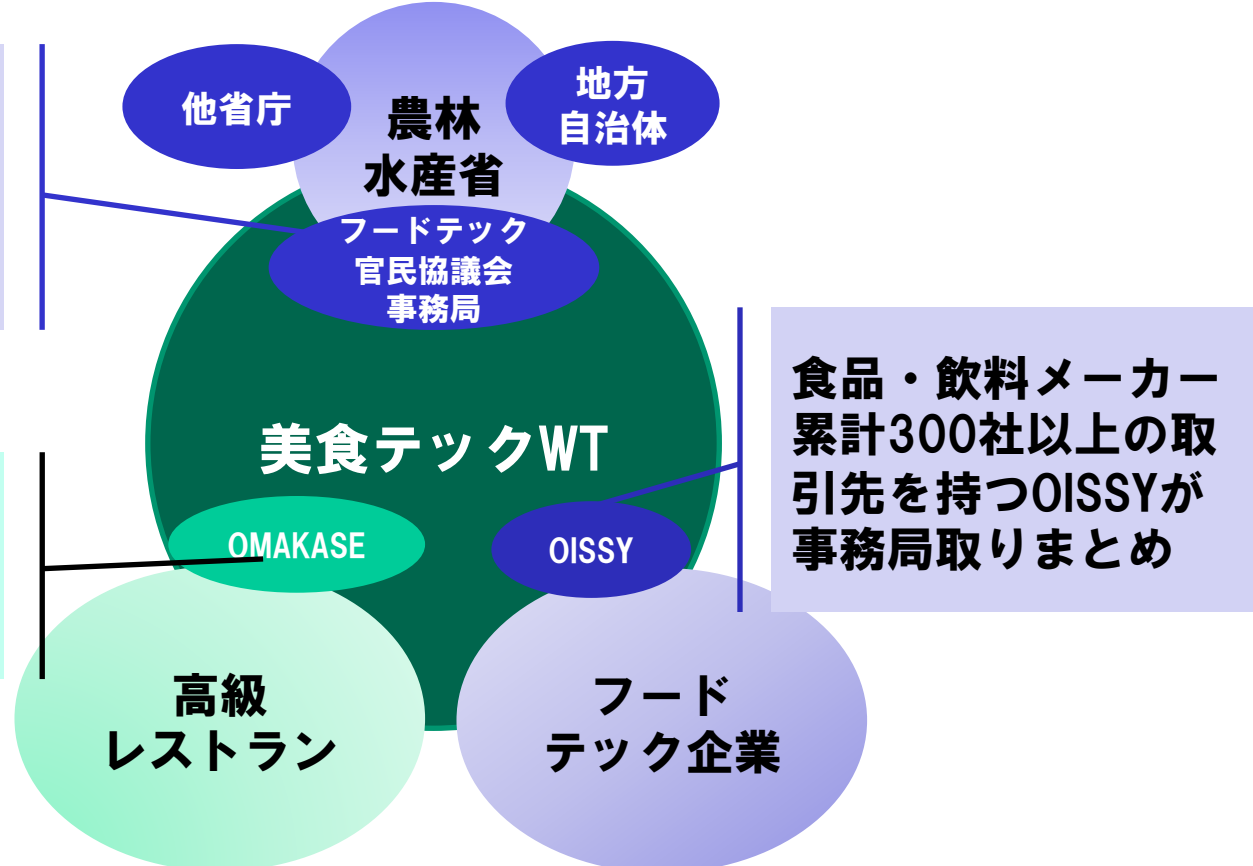 他省庁
地方
自治体
農林
水産省
フードテック
官民協議会
事務局
美食テックWT
OMAKASE
OISSY
食品・飲料メーカー
累計300社以上の取
引先を持つOISSYが
事務局取りまとめ
高級
レストラン
フード
テック企業